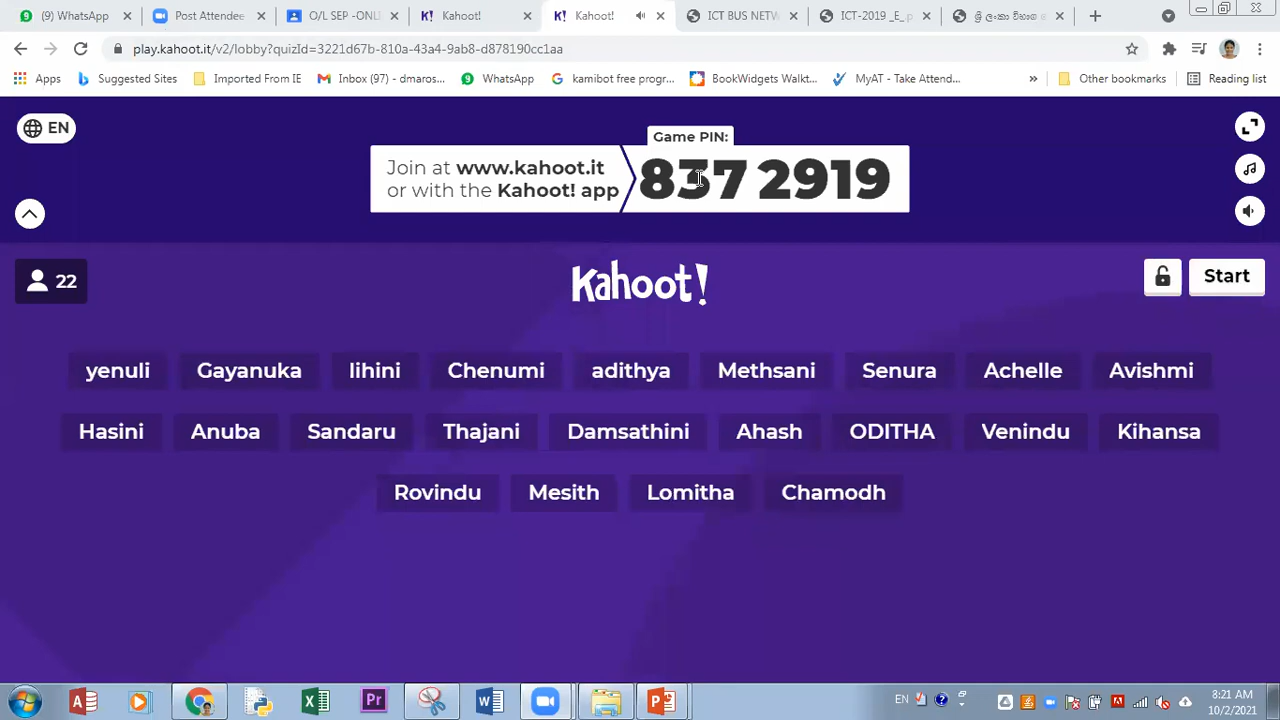 (9) WhatsApp
Post Attendee
O/L SEP -ONLI
Kahoot!
Kahoot!
ICT BUS NETW
ICT_2019 _E_ p
ශ්‍රී ලංකා විභාග
play.kahoot.it/v2/lobby?quizId=3221d67b-810a-43a4-9ab8-d878190cc1aa
Apps
Suggested Sites
Imported From IE
Inbox (97) - dmaros...
WhatsApp
kamibot free progr...
BookWidgets Walkt...
MyAT - Take Attend...
»
Other bookmarks
Reading list
EN
Game PIN:
Join at www.kahoot.it
or with the Kahoot! app
837 2919
22
Kahoot!
Start
yenuli Gayanuka lihini Chenumi adithya Methsani Senura Achelle Avishmi
Hasini Anuba Sandaru Thajani Damsathini Ahash ODITHA Venindu Kihansa
Rovindu Mesith Lomitha Chamodh
EN
8:21 AM
10/2/2021